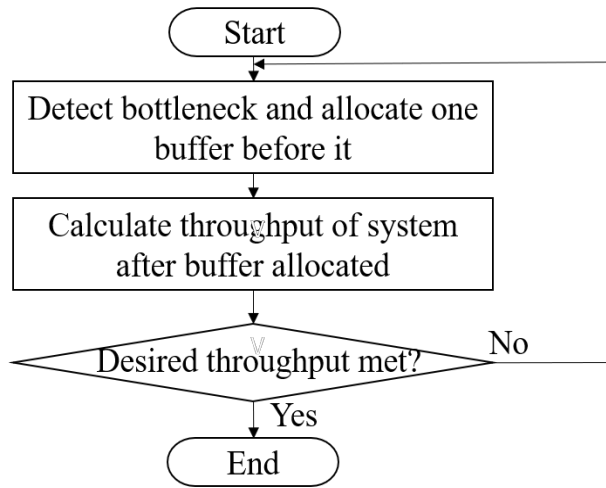 Start
Detect bottleneck and allocate one
buffer before it
Calculate throughput of system
after buffer allocated
Desired throughput met?
No
Yes
End